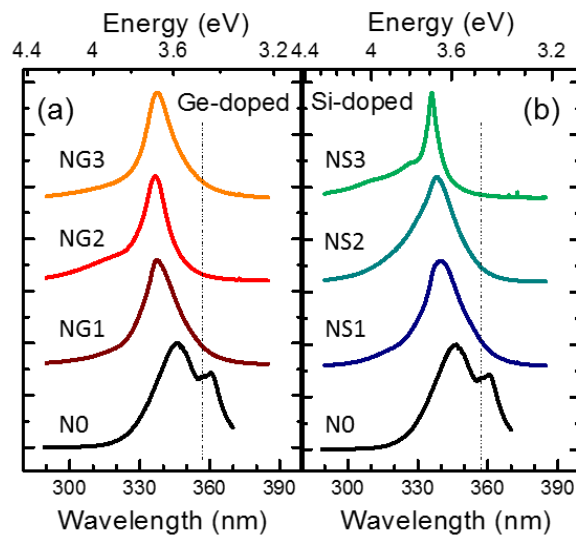 Energy (eV) Energy (eV)
4.4 4 3.6 3.2 4.4 4 3.6 3.2
(a) Ge-doped Si-doped (b)
NG3 NS3
NG2 NS2
NG1 NS1
N0 N0
300 330 360 390 300 330 360 390
Wavelength (nm) Wavelength (nm)